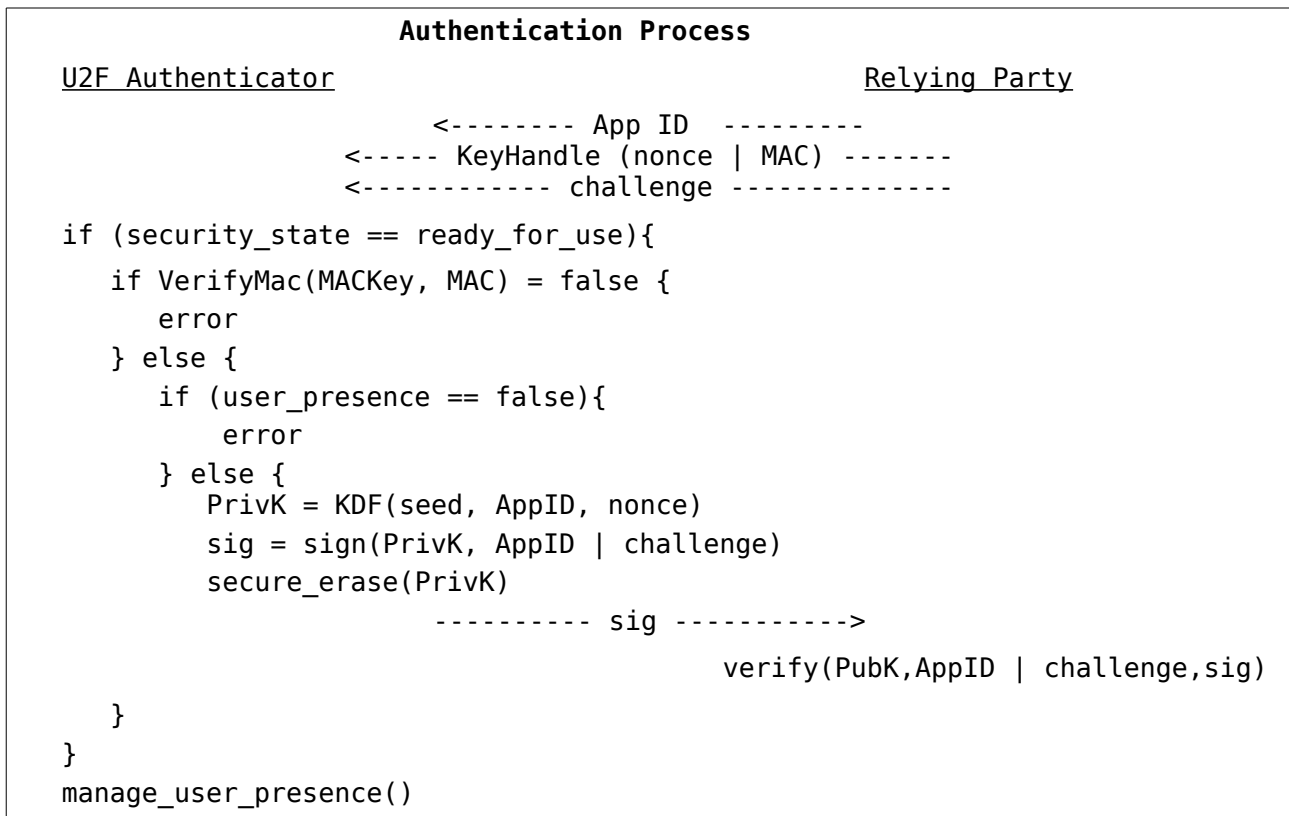 Authentication Process
U2F Authenticator Relying Party
<-------- App ID ---------
<----- KeyHandle (nonce | MAC) -------
<------------ challenge --------------
if (security_state == ready_for_use){
if VerifyMac(MACKey, MAC) = false {
error
} else {
if (user_presence == false){
error
} else {
PrivK = KDF(seed, AppID, nonce)
sig = sign(PrivK, AppID | challenge)
secure_erase(PrivK)
---------- sig ----------->
verify(PubK,AppID | challenge,sig)
}
}
manage_user_presence()